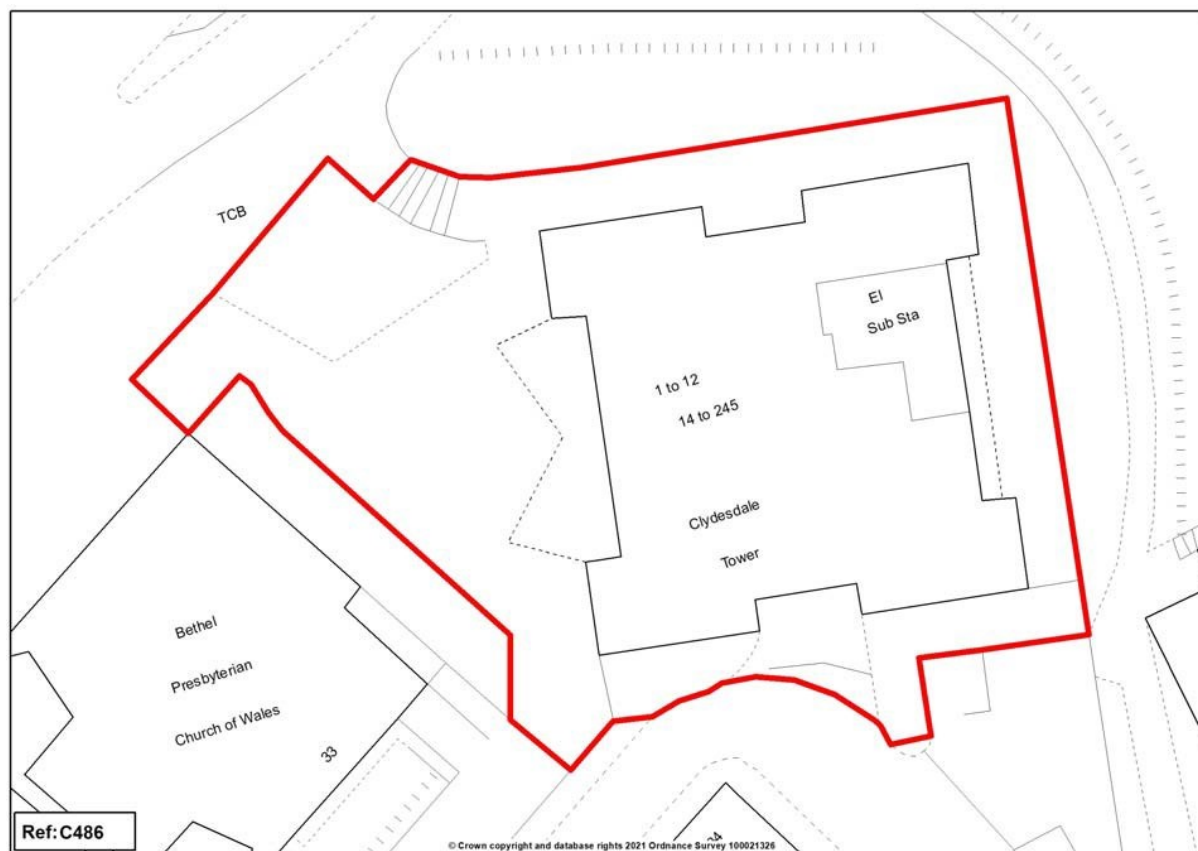 TCB
El
Sub Sta
1 to 12
14 to 245
Clydesdale
Tower
Bethel
Presbyterian
Church of Wales
33
Ref: C486
© Crown copyright and database rights 2021 Ordnance Survey 100021326